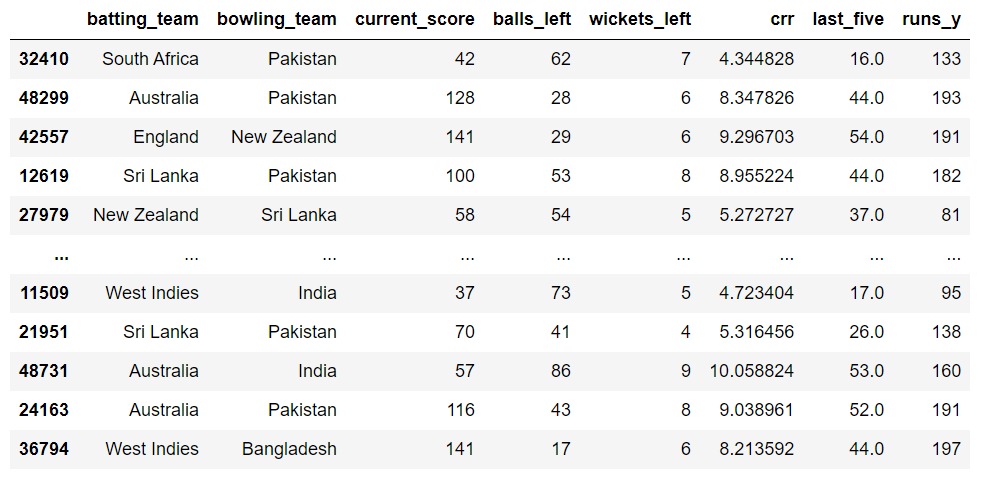 batting_team bowling_team current_score balls_left wickets_left crr last_five runs_y
32410 South Africa Pakistan 42 62 7 4.344828 16.0 133
48299 Australia Pakistan 128 28 6 8.347826 44.0 193
42557 England New Zealand 141 29 6 9.296703 54.0 191
12619 Sri Lanka Pakistan 100 53 8 8.955224 44.0 182
27979 New Zealand Sri Lanka 58 54 5 5.272727 37.0 81
... ... ... ... ... ... ... ... ...
11509 West Indies India 37 73 5 4.723404 17.0 95
21951 Sri Lanka Pakistan 70 41 4 5.316456 26.0 138
48731 Australia India 57 86 9 10.058824 53.0 160
24163 Australia Pakistan 116 43 8 9.038961 52.0 191
36794 West Indies Bangladesh 141 17 6 8.213592 44.0 197